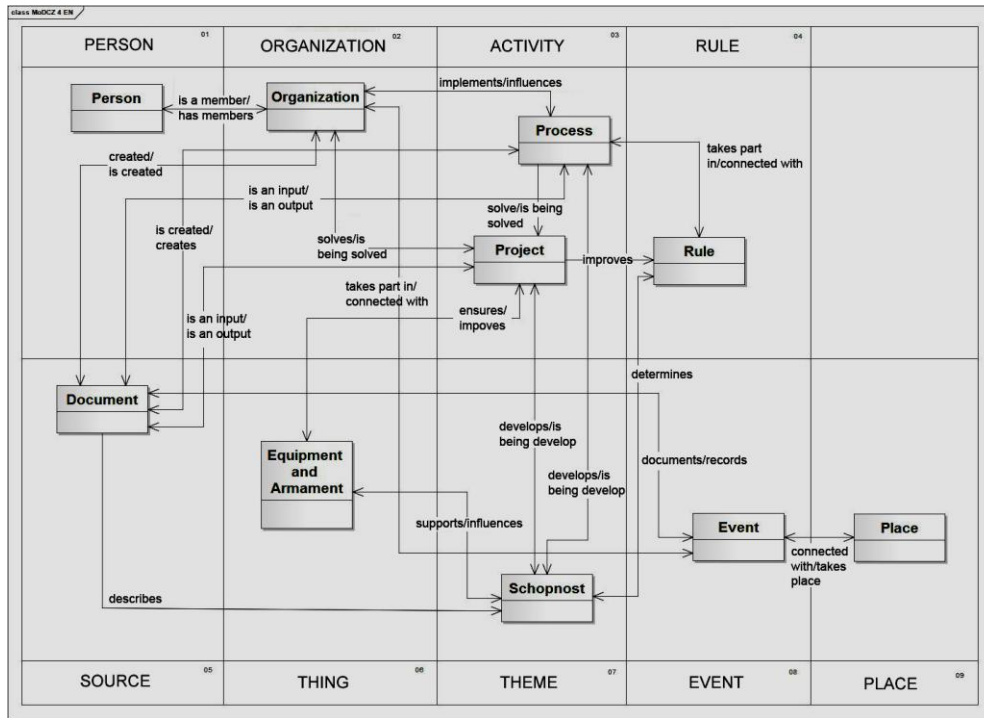 class MoDCZ 4 EN
01
02
03
04
PERSON
ORGANIZATION
ACTIVITY
RULE
implements/influences
Person
is a member/
has members
Organization
Process
created/
is created
takes part
in/connected with
is an input/
is an output
solve/is being
solved
is created/
creates
solves/is
being solved
Project
improves
Rule
takes part in/
connected with
ensures/
impoves
is an input/
is an output
determines
Document
develops/is
being develop
Equipment
and
Armament
documents/records
develops/is
being develop
supports/influences
Event
Place
connected
with/takes
place
Schopnost
describes
05
06
07
08
09
SOURCE
THING
THEME
EVENT
PLACE